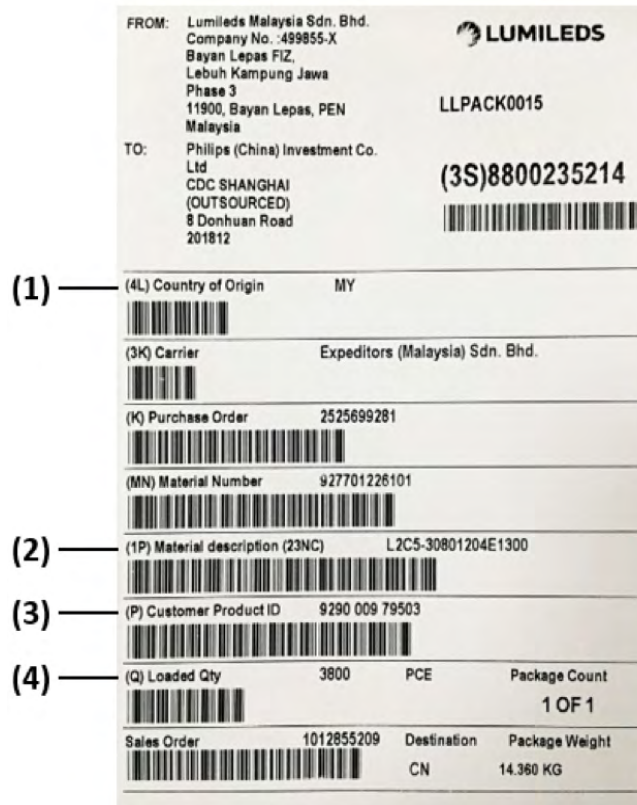 FROM: Lumileds Malaysia Sdn. Bhd.
Company No. :499855-X
Bayan Lepas FIZ,
Lebuh Kampung Jawa
Phase 3
11900, Bayan Lepas, PEN
Malaysia
LUMILEDS
LLPACK0015
TO: Philips (China) Investment Co.
Ltd
CDC SHANGHAI
(OUTSOURCED)
8 Donhuan Road
201812
(3S)8800235214
(1) (4L) Country of Origin MY
(3K) Carrier Expeditors (Malaysia) Sdn. Bhd.
(K) Purchase Order 2525699281
(MN) Material Number 927701226101
(2) (1P) Material description (23NC) L2C5-30801204E1300
(3) (P) Customer Product ID 9290 009 79503
(4) (Q) Loaded Qty 3800 PCE Package Count
1 OF 1
Sales Order 1012855209 Destination Package Weight
CN 14.360 KG